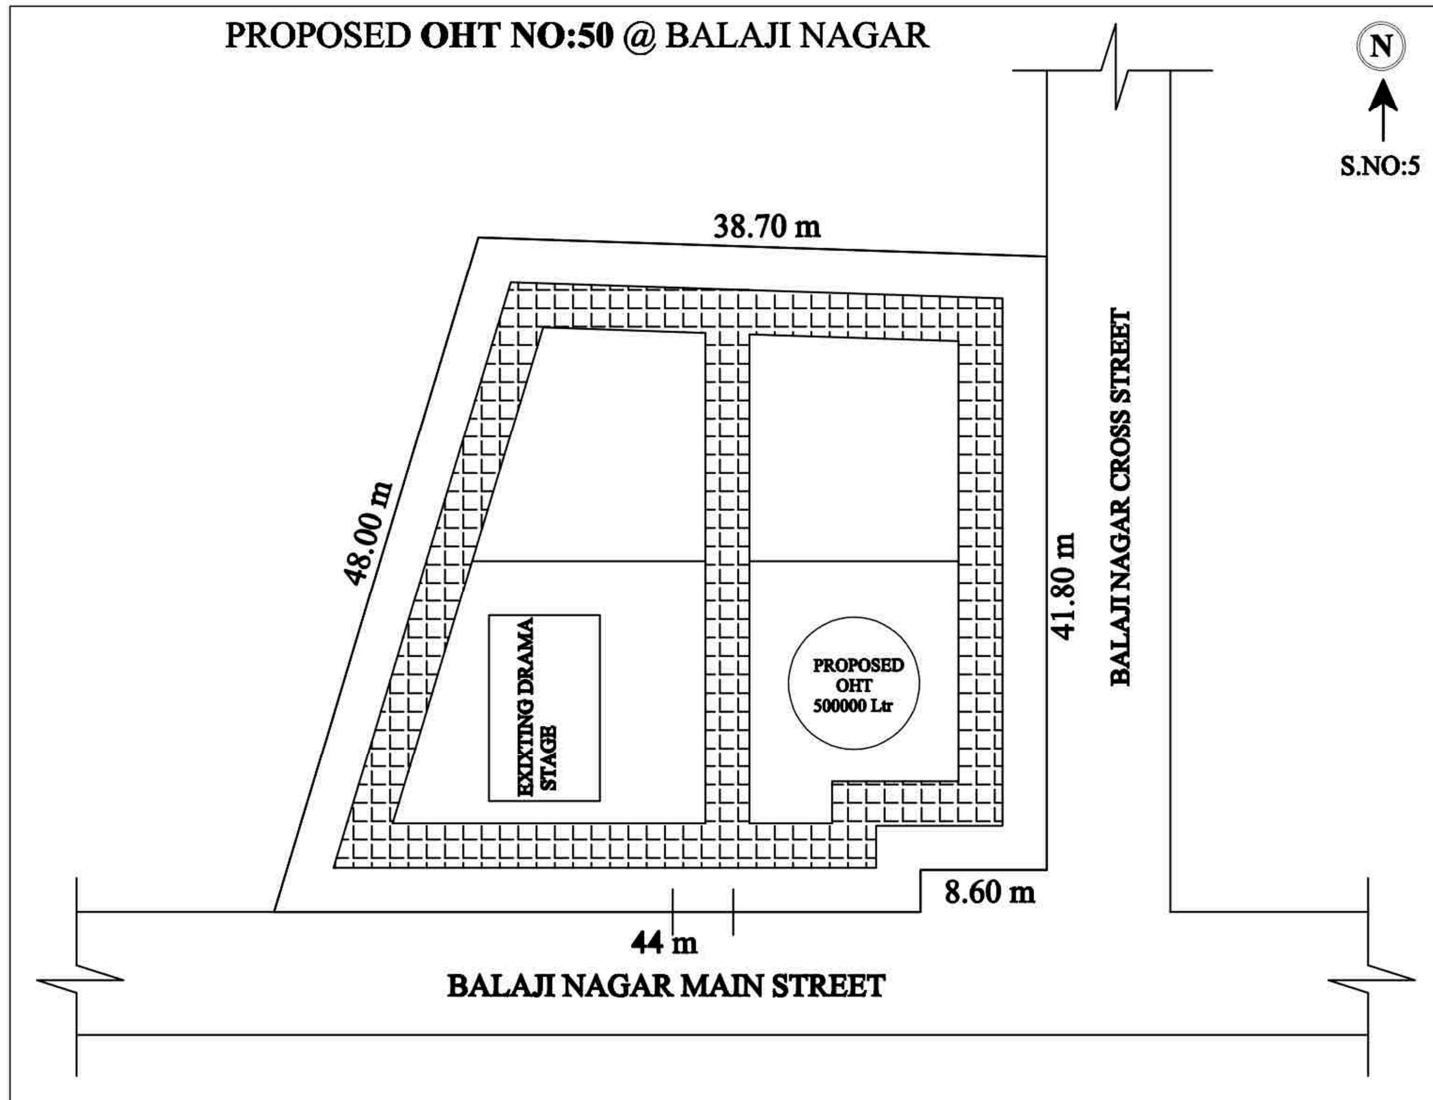 PROPOSED OHT NO:50 @ BALAJI NAGAR
N
S.NO:5
38.70 m
48.00 m
41.80 m
BALAJI NAGAR CROSS STREET
EXIXTING DRAMA
STAGE
PROPOSED
OHT
500000 Ltr
8.60 m
44 m
BALAJI NAGAR MAIN STREET